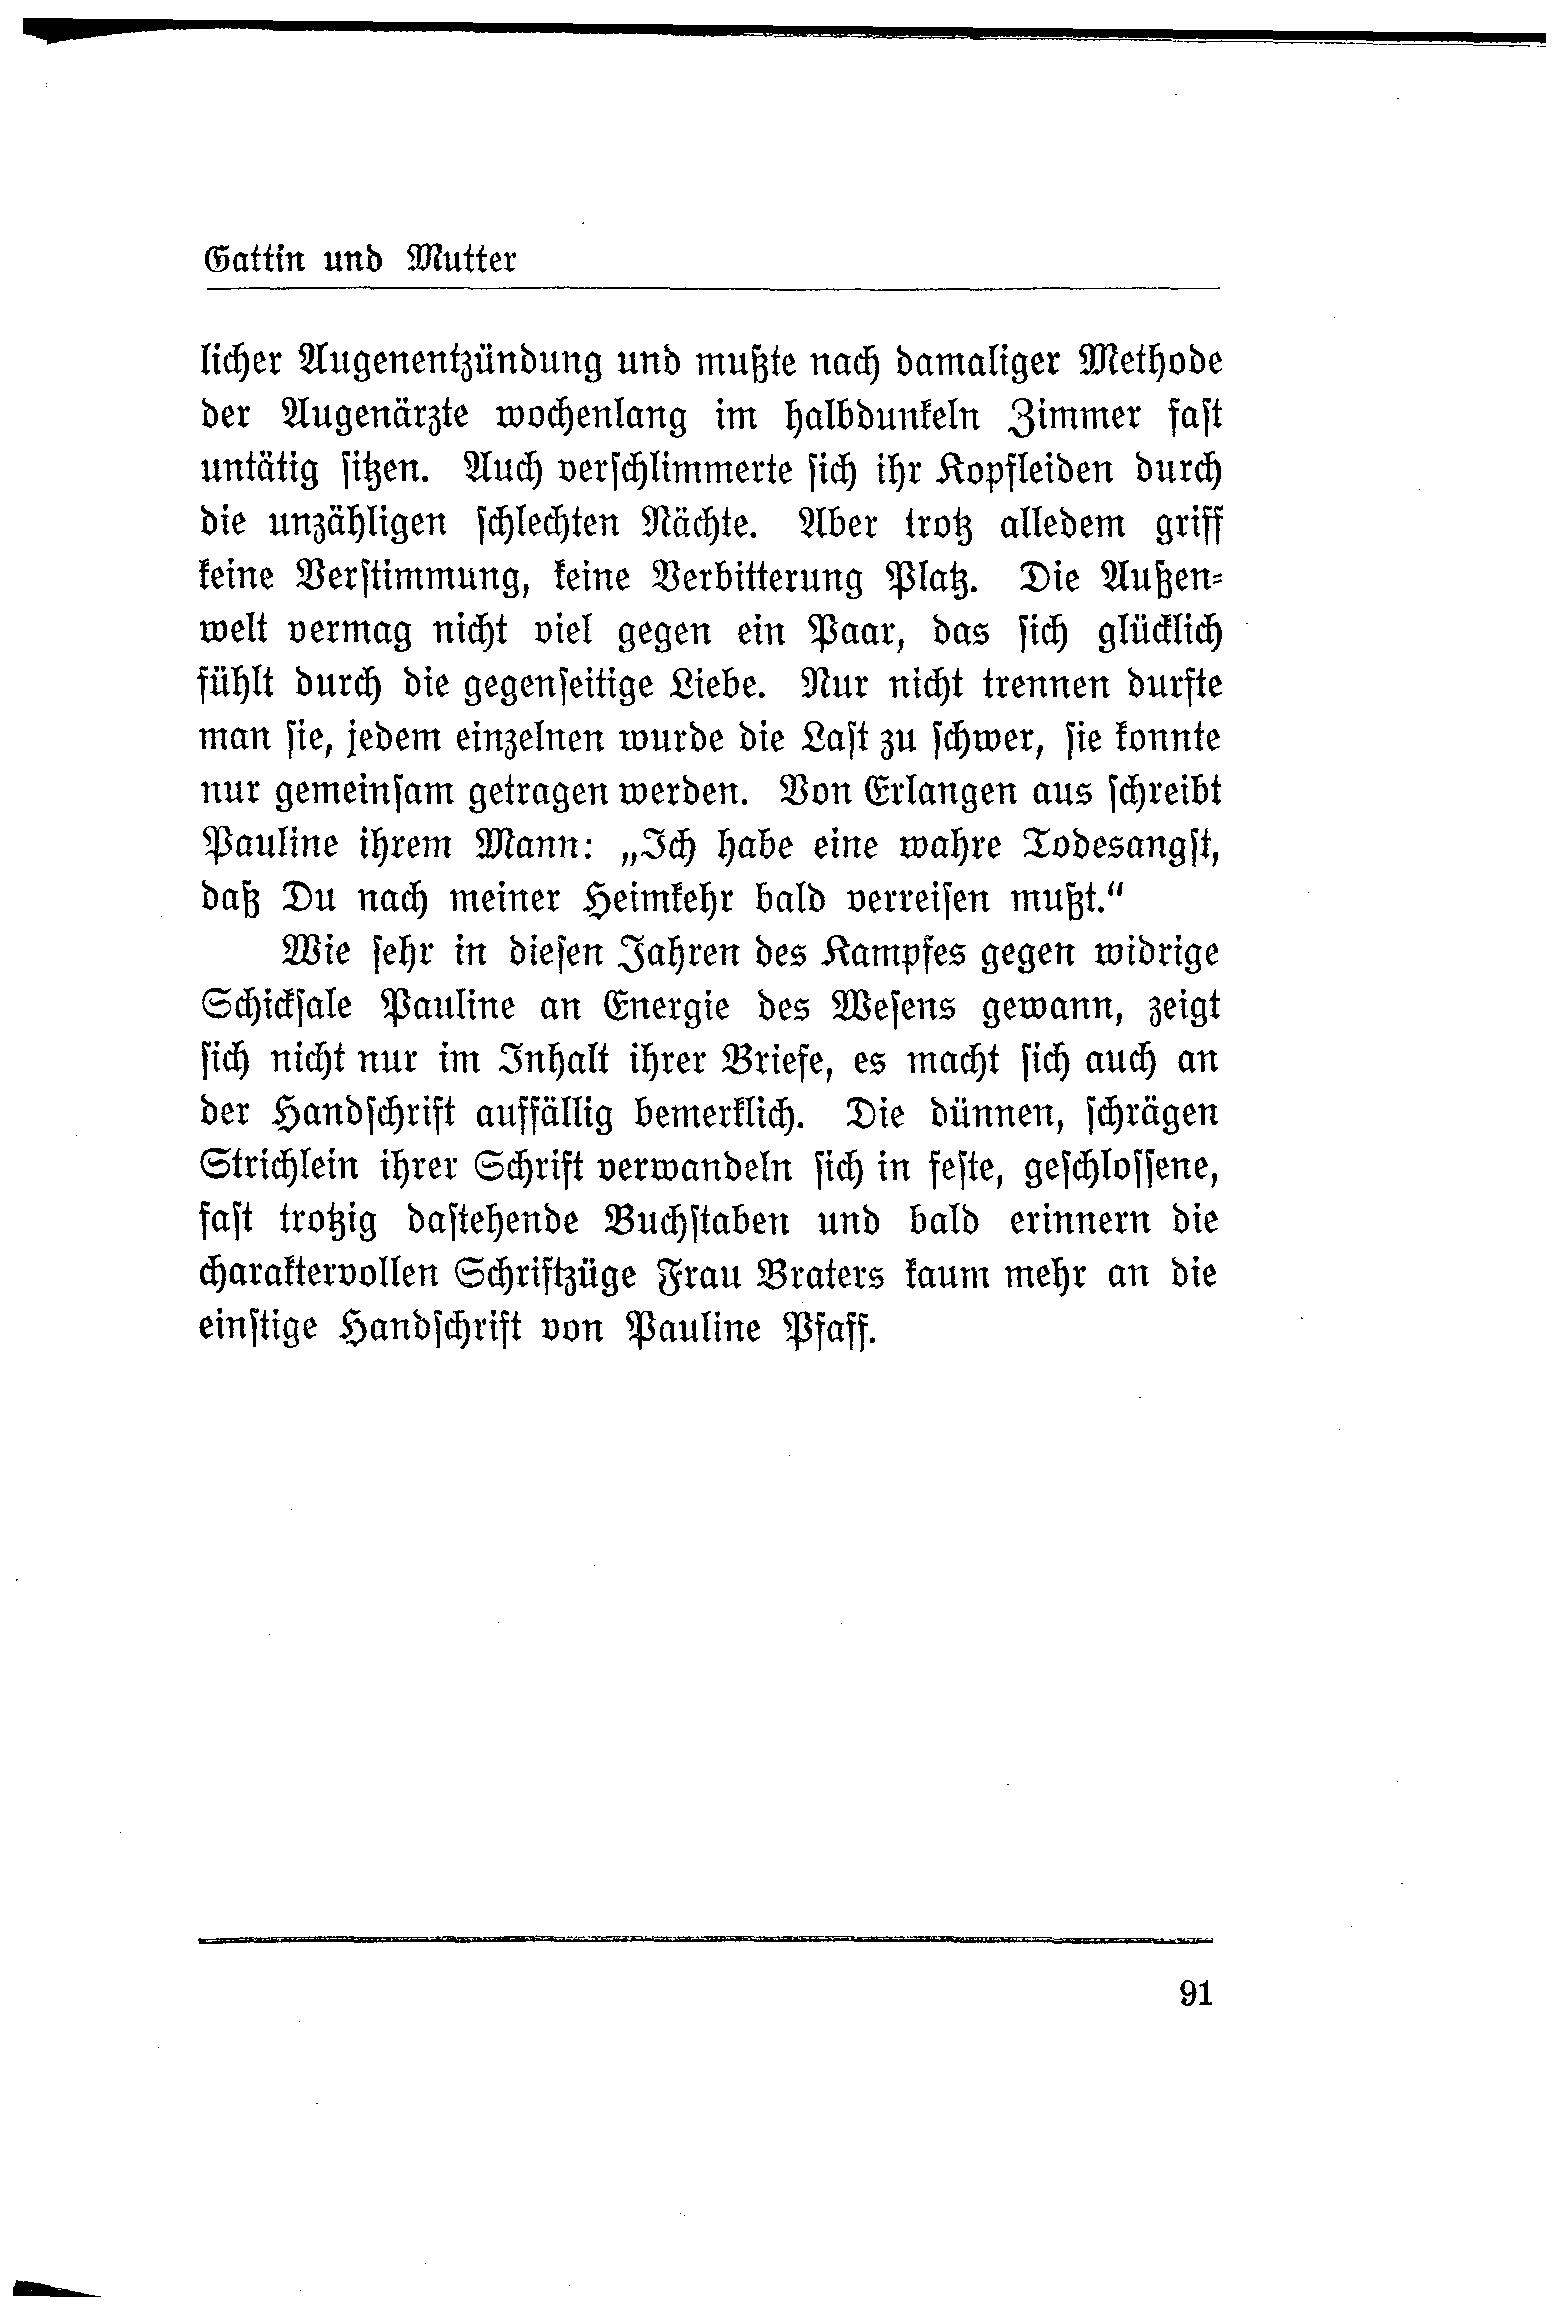 Gattin und Mutter
licher Augenentzündung und mußte nach damaliger Methode
der Augenärzte wochenlang im halbdunkeln Zimmer fast
untätig sitzen. Auch verschlimmerte sich ihr Kopfleiden durch
die unzähligen schlechten Nächte. Aber trotz alledem griff
keine Verstimmung, keine Verbitterung Platz. Die Außen-
welt vermag nicht viel gegen ein Paar, das sich glücklich
fühlt durch die gegenseitige Liebe. Nur nicht trennen durfte
man sie, jedem einzelnen wurde die Last zu schwer, sie konnte
nur gemeinsam getragen werden. Von Erlangen aus schreibt
Pauline ihrem Mann: „Ich habe eine wahre Todesangst,
daß Du nach meiner Heimkehr bald verreisen mußt.“
Wie sehr in diesen Jahren des Kampfes gegen widrige
Schicksale Pauline an Energie des Wesens gewann, zeigt
sich nicht nur im Inhalt ihrer Briefe, es macht sich auch an
der Handschrift auffällig bemerklich. Die dünnen, schrägen
Strichlein ihrer Schrift verwandeln sich in feste, geschlossene,
fast trotzig dastehende Buchstaben und bald erinnern die
charaktervollen Schriftzüge Frau Braters kaum mehr an die
einstige Handschrift von Pauline Pfaff.
91